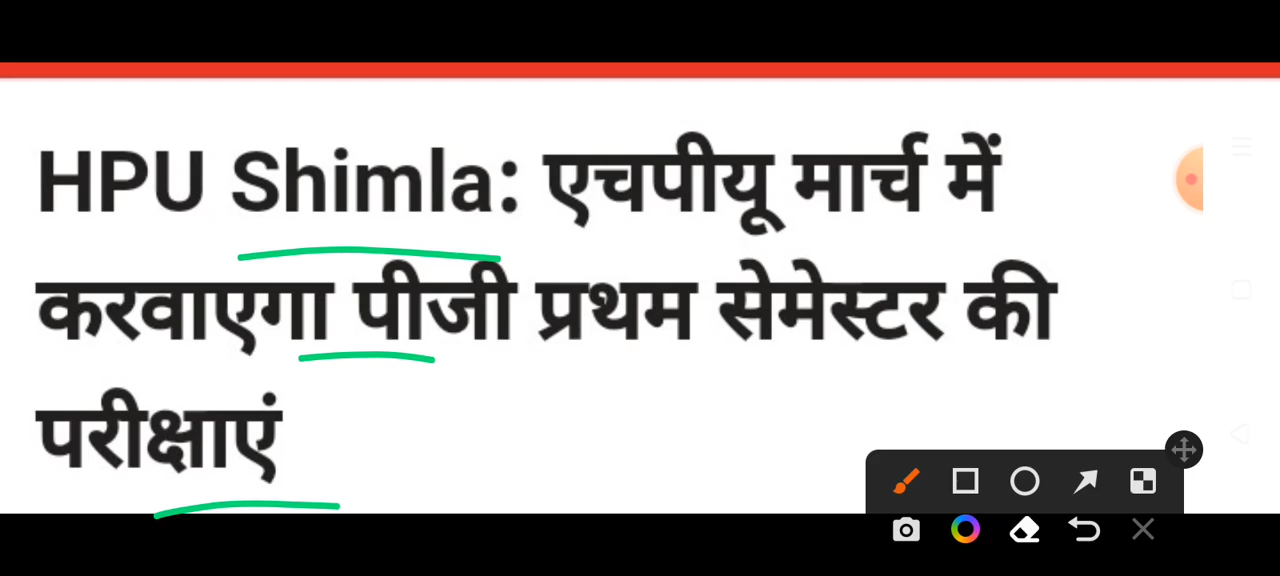 HPU Shimla: एचपीयू मार्च में
करवाएगा पीजी प्रथम सेमेस्टर की
परीक्षाएं